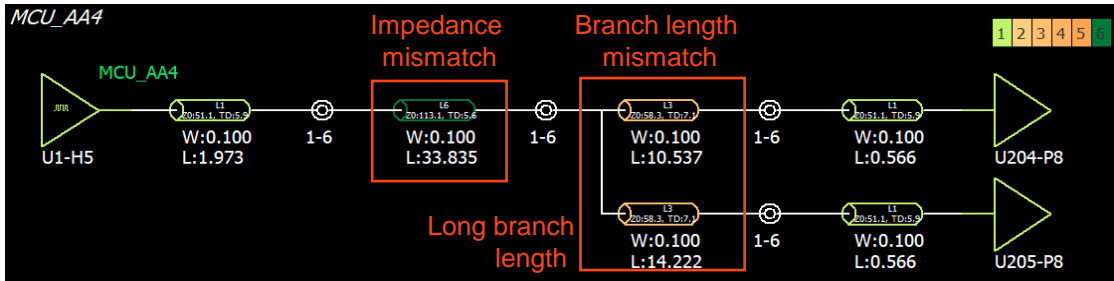 MCU_AA4
Impedance
mismatch
Branch length
mismatch
1 2 3 4 5 6
MCU_AA4
L1
Z0:51.1, TD:5.9
W:0.100
L:1.973
1-6
L6
Z0:113.1, TD:5.6
W:0.100
L:33.835
1-6
L3
Z0:58.3, TD:7.1
W:0.100
L:10.537
1-6
L1
Z0:51.1, TD:5.9
W:0.100
L:0.566
U1-H5
U204-P8
Long branch
length
L3
Z0:58.3, TD:7.1
W:0.100
L:14.222
1-6
L1
Z0:51.1, TD:5.9
W:0.100
L:0.566
U205-P8